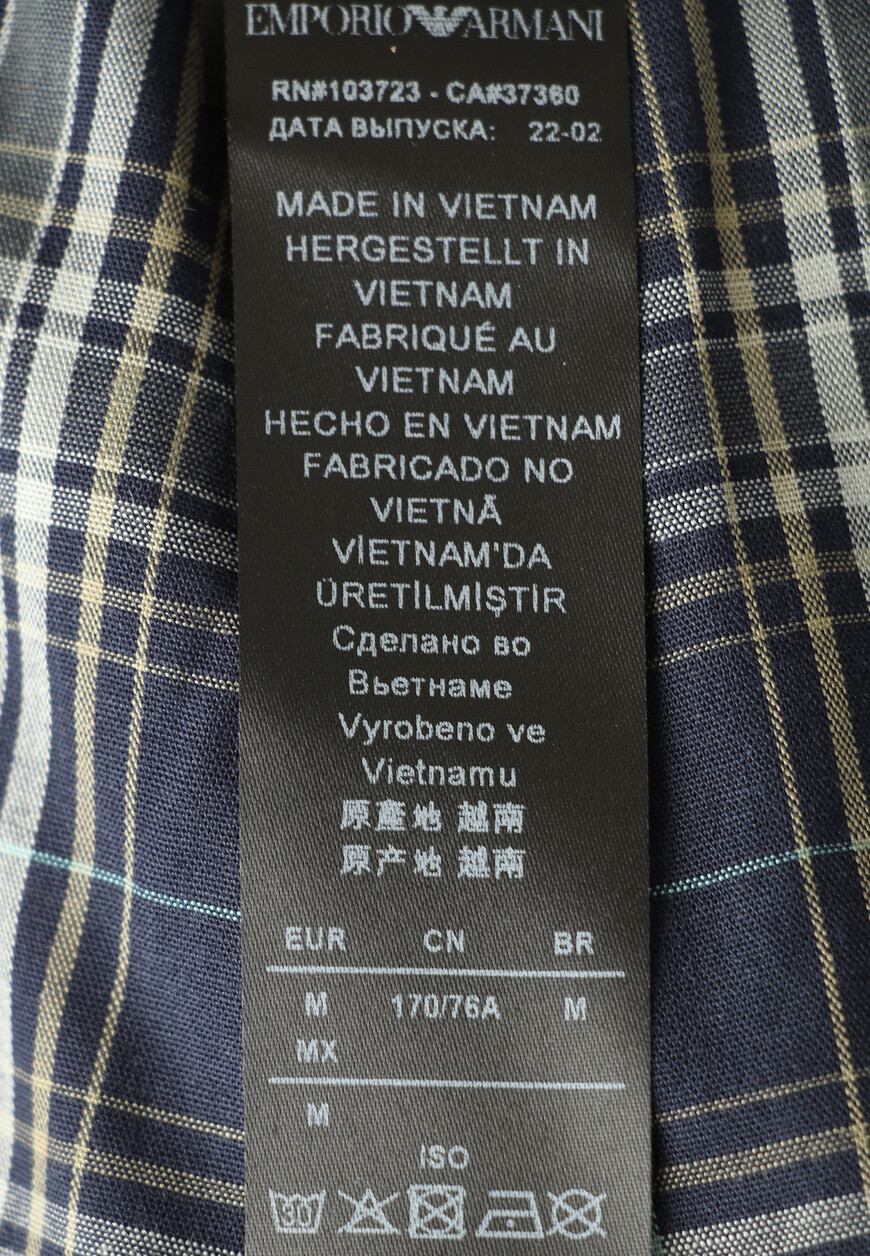 EMPORIO ARMANI
RN#103723 - CA#37360
ДАТА ВЫПУСКА: 22-02
MADE IN VIETNAM
HERGESTELLT IN
VIETNAM
FABRIQUÉ AU
VIETNAM
HECHO EN VIETNAM
FABRICADO NO
VIETNÃ
VİETNAM'DA
ÜRETİLMİŞTİR
Сделано во
Вьетнаме
Vyrobeno ve
Vietnamu
原產地 越南
原产地 越南
EUR CN BR
M 170/76A M
MX
M
ISO
30